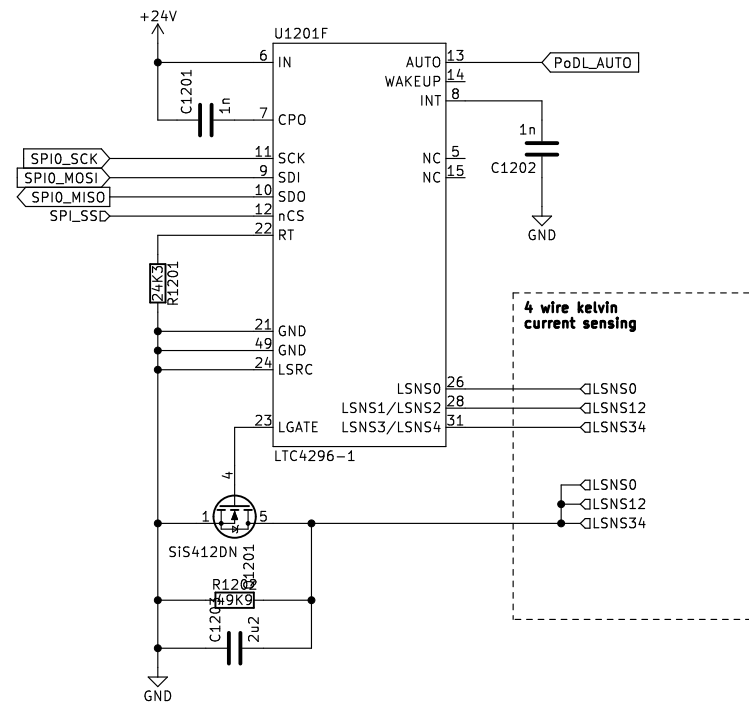 +24V
U1201F
6 IN
AUTO 13
PoDL_AUTO
WAKEUP 14
C1201
1n
INT 8
7 CPO
1n
C1202
SPI0_SCK
11 SCK
NC 5
SPI0_MOSI
9 SDI
NC 15
SPI0_MISO
10 SDO
SPI_SS
12 nCS
22 RT
GND
24K3
R1201
4 wire kelvin
current sensing
21 GND
49 GND
24 LSRC
LSNS0 26
LSNS0
LSNS1/LSNS2 28
LSNS12
23 LGATE
LSNS3/LSNS4 31
LSNS34
LTC4296-1
4
LSNS0
LSNS12
1
5
LSNS34
SiS412DN
R1202
49K9
2u2
GND